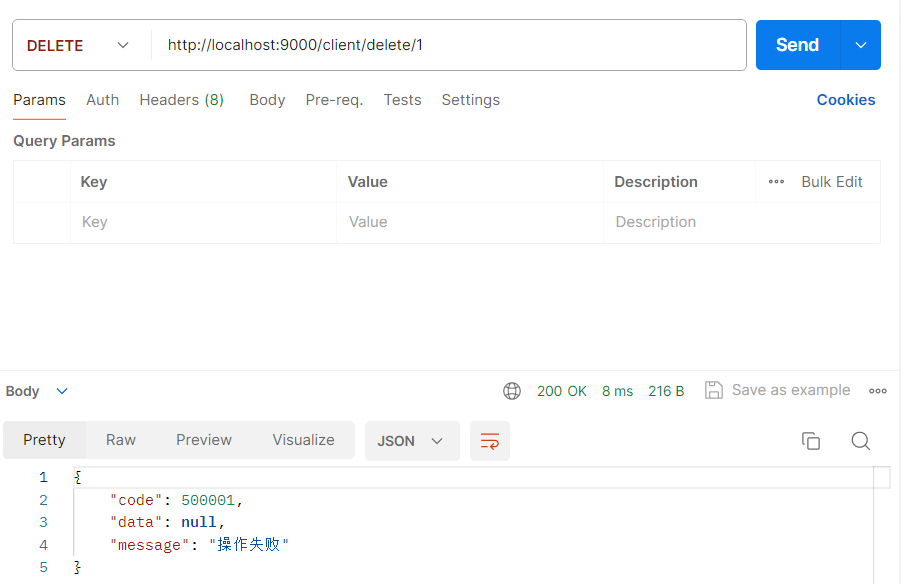 DELETE http://localhost:9000/client/delete/1 Send
Params Auth Headers (8) Body Pre-req. Tests Settings Cookies
Query Params
Key Value Description Bulk Edit
Key Value Description
Body 200 OK 8 ms 216 B Save as example
Pretty Raw Preview Visualize JSON
1 {
2 "code": 500001,
3 "data": null,
4 "message": "操作失败"
5 }